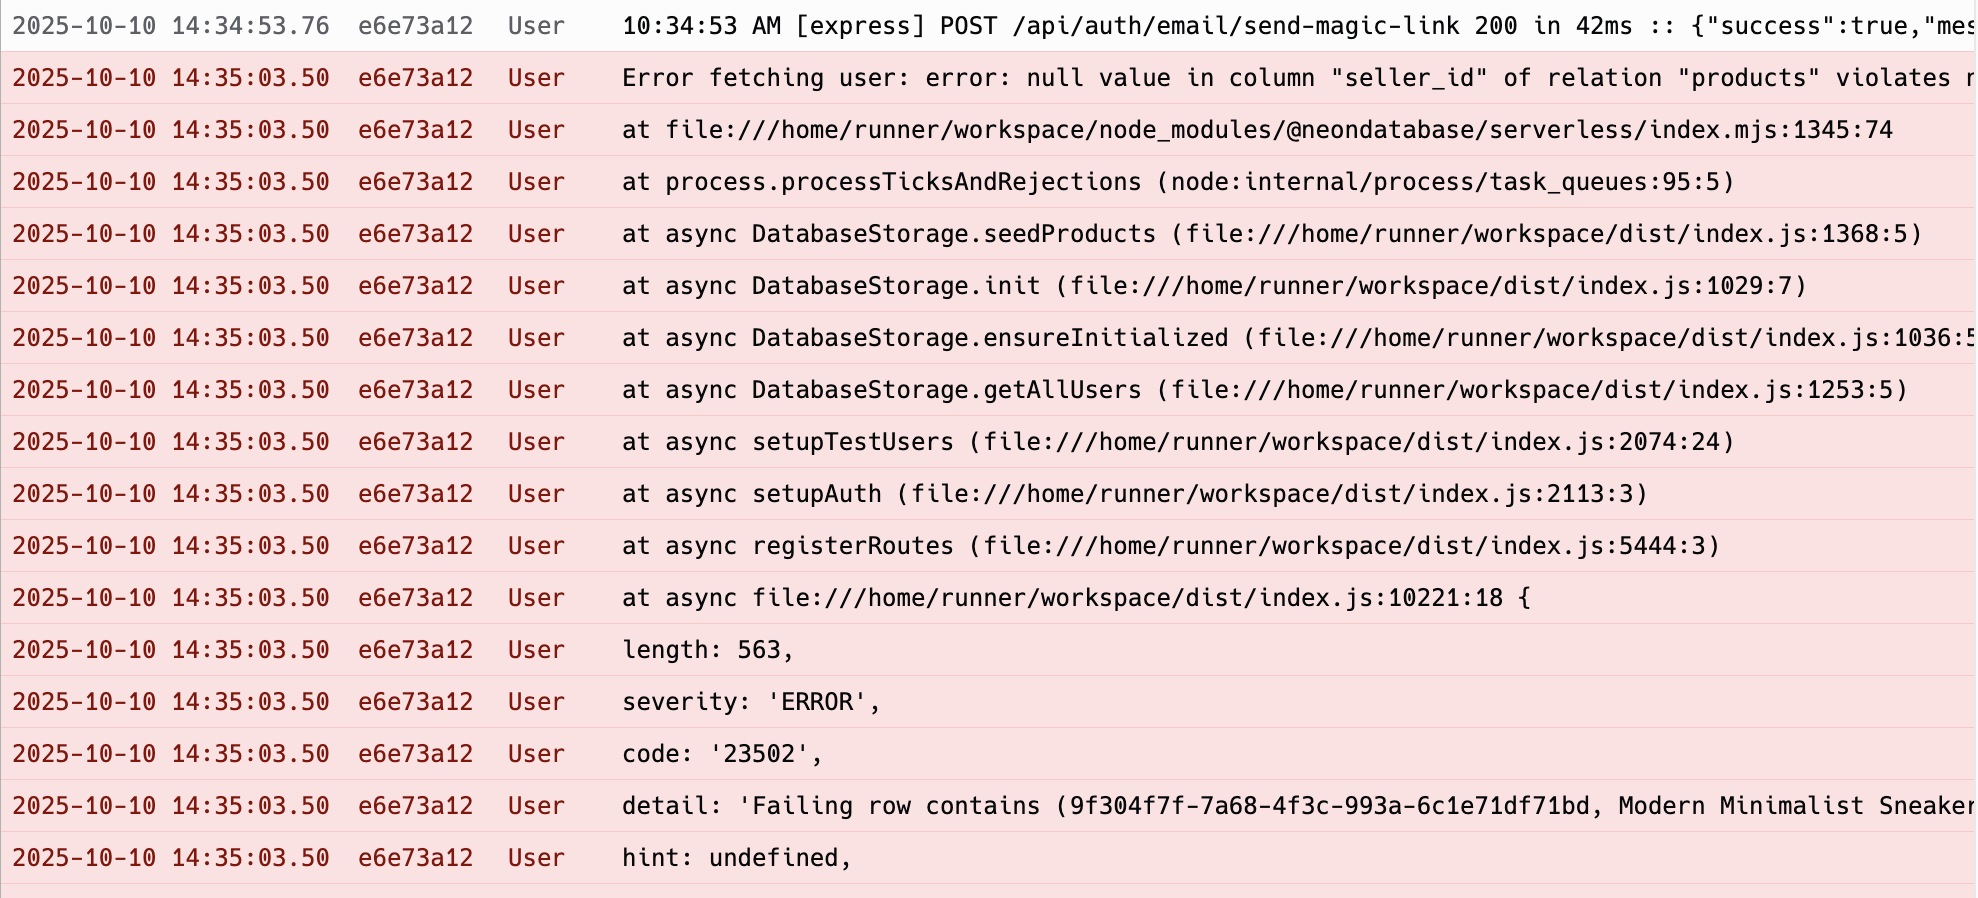 2025-10-10 14:34:53.76 e6e73a12 User 10:34:53 AM [express] POST /api/auth/email/send-magic-link 200 in 42ms :: {"success":true,"mes
2025-10-10 14:35:03.50 e6e73a12 User Error fetching user: error: null value in column "seller_id" of relation "products" violates
2025-10-10 14:35:03.50 e6e73a12 User at file:///home/runner/workspace/node_modules/@neondatabase/serverless/index.mjs:1345:74
2025-10-10 14:35:03.50 e6e73a12 User at process.processTicksAndRejections (node:internal/process/task_queues:95:5)
2025-10-10 14:35:03.50 e6e73a12 User at async DatabaseStorage.seedProducts (file:///home/runner/workspace/dist/index.js:1368:5)
2025-10-10 14:35:03.50 e6e73a12 User at async DatabaseStorage.init (file:///home/runner/workspace/dist/index.js:1029:7)
2025-10-10 14:35:03.50 e6e73a12 User at async DatabaseStorage.ensureInitialized (file:///home/runner/workspace/dist/index.js:1036:5
2025-10-10 14:35:03.50 e6e73a12 User at async DatabaseStorage.getAllUsers (file:///home/runner/workspace/dist/index.js:1253:5)
2025-10-10 14:35:03.50 e6e73a12 User at async setupTestUsers (file:///home/runner/workspace/dist/index.js:2074:24)
2025-10-10 14:35:03.50 e6e73a12 User at async setupAuth (file:///home/runner/workspace/dist/index.js:2113:3)
2025-10-10 14:35:03.50 e6e73a12 User at async registerRoutes (file:///home/runner/workspace/dist/index.js:5444:3)
2025-10-10 14:35:03.50 e6e73a12 User at async file:///home/runner/workspace/dist/index.js:10221:18 {
2025-10-10 14:35:03.50 e6e73a12 User length: 563,
2025-10-10 14:35:03.50 e6e73a12 User severity: 'ERROR',
2025-10-10 14:35:03.50 e6e73a12 User code: '23502',
2025-10-10 14:35:03.50 e6e73a12 User detail: 'Failing row contains (9f304f7f-7a68-4f3c-993a-6c1e71df71bd, Modern Minimalist Sneaker
2025-10-10 14:35:03.50 e6e73a12 User hint: undefined,